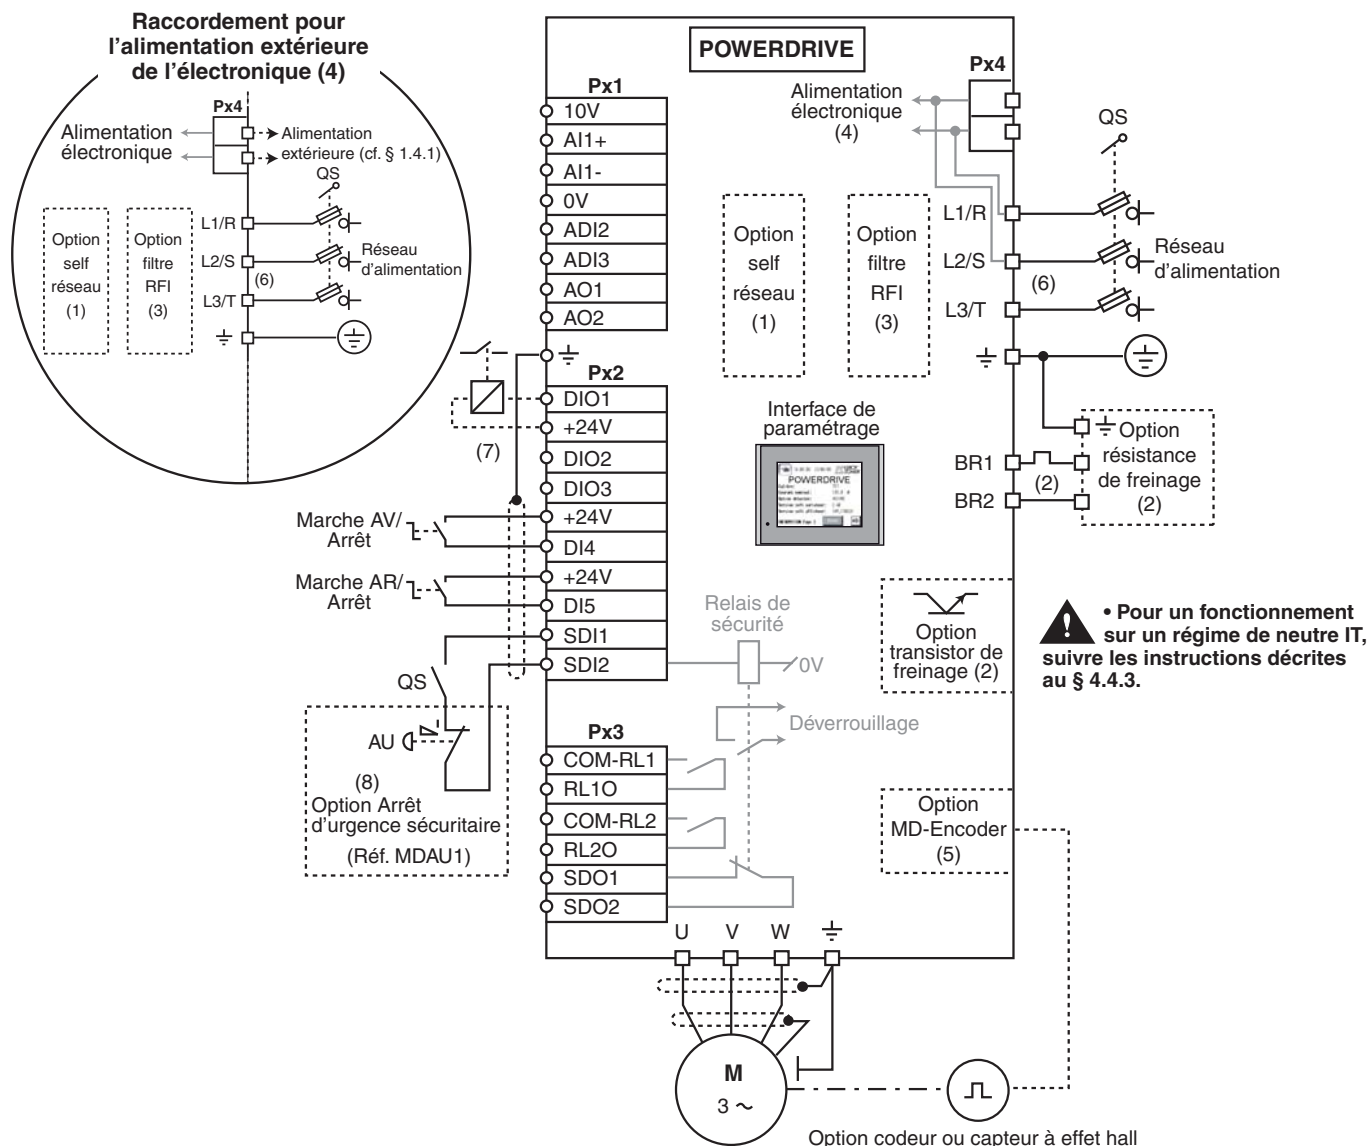 Raccordement pour
l'alimentation extérieure
de l'électronique (4)
Px4
Alimentation
électronique
Alimentation
extérieure (cf. § 1.4.1)
QS
L1/R
L2/S
L3/T
(6)
Réseau
d'alimentation
Option
self
réseau
(1)
Option
filtre
RFI
(3)
POWERDRIVE
Px1
10V
AI1+
AI1-
0V
ADI2
ADI3
AO1
AO2
Px2
DIO1
+24V
DIO2
DIO3
+24V
DI4
+24V
DI5
SDI1
SDI2
Px3
COM-RL1
RL1O
COM-RL2
RL2O
SDO1
SDO2
(7)
Marche AV/
Arrêt
Marche AR/
Arrêt
QS
AU
(8)
Option Arrêt
d'urgence sécuritaire
(Réf. MDAU1)
Alimentation
électronique
(4)
Px4
QS
Option
self
réseau
(1)
Option
filtre
RFI
(3)
L1/R
L2/S
L3/T
(6)
Réseau
d'alimentation
Interface de
paramétrage
POWERDRIVE
BR1
BR2
(2)
Option
résistance
de freinage
(2)
Relais de
sécurité
0V
Déverrouillage
Option
transistor de
freinage (2)
• Pour un fonctionnement
sur un régime de neutre IT,
suivre les instructions décrites
au § 4.4.3.
Option
MD-Encoder
(5)
U
V
W
M
3 ~
Option codeur ou capteur à effet hall